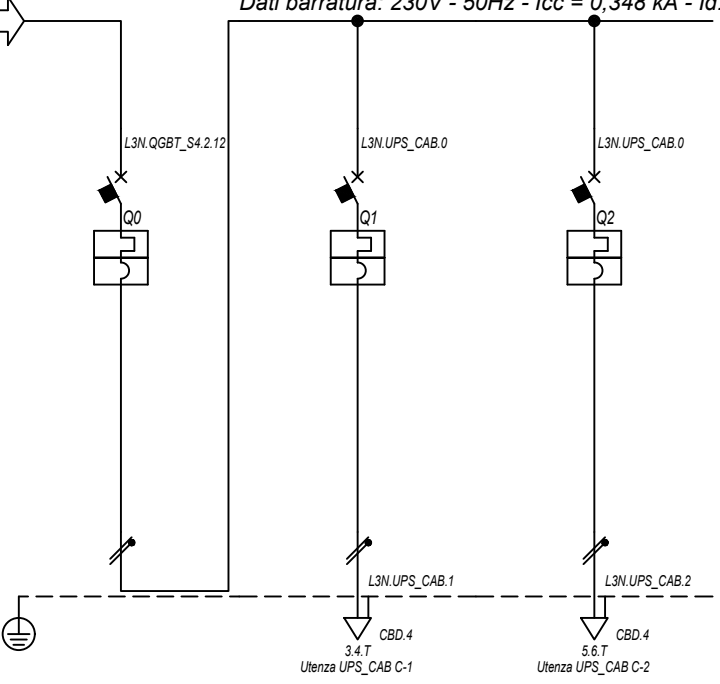 Dati barratura: 230V - 50Hz - Icc = 0,348 kA - Id
L3N.QGBT_S4.2.12
L3N.UPS_CAB.0
L3N.UPS_CAB.0
Q0
Q1
Q2
L3N.UPS_CAB.1
L3N.UPS_CAB.2
CBD.4
CBD.4
3.4.T
5.6.T
Utenza UPS_CAB C-1
Utenza UPS_CAB C-2